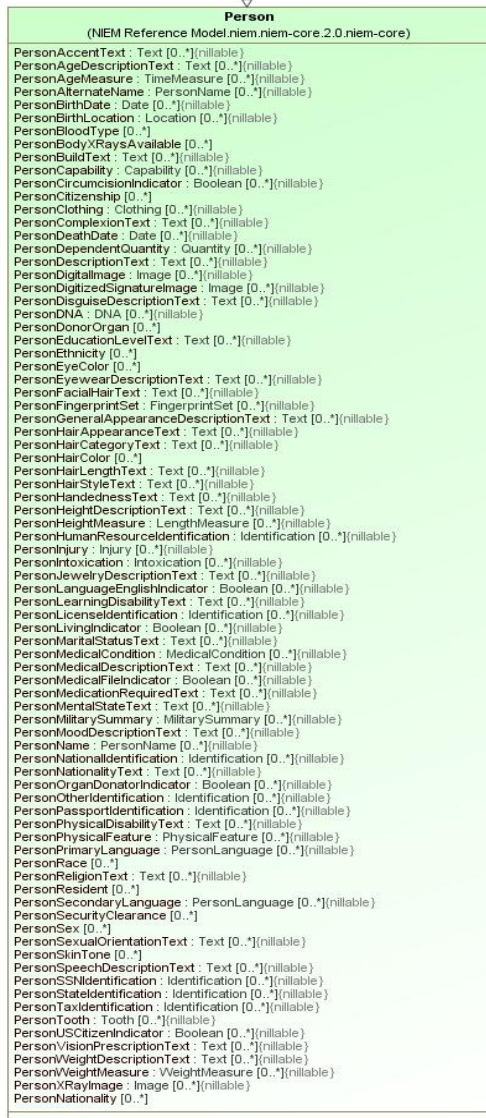 Person
(NIEM Reference Model.niem.niem-core.2.0.niem-core)
PersonAccentText : Text [0..*]{nillable}
PersonAgeDescriptionText : Text [0..*]{nillable}
PersonAgeMeasure : TimeMeasure [0..*]{nillable}
PersonAlternateName : PersonName [0..*]{nillable}
PersonBirthDate : Date [0..*]{nillable}
PersonBirthLocation : Location [0..*]{nillable}
PersonBloodType [0..*]
PersonBodyXRaysAvailable [0..*]
PersonBuildText : Text [0..*]{nillable}
PersonCapability : Capability [0..*]{nillable}
PersonCircumcisionIndicator : Boolean [0..*]{nillable}
PersonCitizenship [0..*]
PersonClothing : Clothing [0..*]{nillable}
PersonComplexionText : Text [0..*]{nillable}
PersonDeathDate : Date [0..*]{nillable}
PersonDependentQuantity : Quantity [0..*]{nillable}
PersonDescriptionText : Text [0..*]{nillable}
PersonDigitalImage : Image [0..*]{nillable}
PersonDigitizedSignatureImage : Image [0..*]{nillable}
PersonDisguiseDescriptionText : Text [0..*]{nillable}
PersonDNA : DNA [0..*]{nillable}
PersonDonorOrgan [0..*]
PersonEducationLevelText : Text [0..*]{nillable}
PersonEthnicity [0..*]
PersonEyeColor [0..*]
PersonEyewearDescriptionText : Text [0..*]{nillable}
PersonFacialHairText : Text [0..*]{nillable}
PersonFingerprintSet : FingerprintSet [0..*]{nillable}
PersonGeneralAppearanceDescriptionText : Text [0..*]{nillable}
PersonHairAppearanceText : Text [0..*]{nillable}
PersonHairCategoryText : Text [0..*]{nillable}
PersonHairColor [0..*]
PersonHairLengthText : Text [0..*]{nillable}
PersonHairStyleText : Text [0..*]{nillable}
PersonHandednessText : Text [0..*]{nillable}
PersonHeightDescriptionText : Text [0..*]{nillable}
PersonHeightMeasure : LengthMeasure [0..*]{nillable}
PersonHumanResourceIdentification : Identification [0..*]{nillable}
PersonInjury : Injury [0..*]{nillable}
PersonIntoxication : Intoxication [0..*]{nillable}
PersonJewelryDescriptionText : Text [0..*]{nillable}
PersonLanguageEnglishIndicator : Boolean [0..*]{nillable}
PersonLearningDisabilityText : Text [0..*]{nillable}
PersonLicenseIdentification : Identification [0..*]{nillable}
PersonLivingIndicator : Boolean [0..*]{nillable}
PersonMaritalStatusText : Text [0..*]{nillable}
PersonMedicalCondition : MedicalCondition [0..*]{nillable}
PersonMedicalDescriptionText : Text [0..*]{nillable}
PersonMedicalFileIndicator : Boolean [0..*]{nillable}
PersonMedicationRequiredText : Text [0..*]{nillable}
PersonMentalStateText : Text [0..*]{nillable}
PersonMilitarySummary : MilitarySummary [0..*]{nillable}
PersonMoodDescriptionText : Text [0..*]{nillable}
PersonName : PersonName [0..*]{nillable}
PersonNationalIdentification : Identification [0..*]{nillable}
PersonNationalityText : Text [0..*]{nillable}
PersonOrganDonatorIndicator : Boolean [0..*]{nillable}
PersonOtherIdentification : Identification [0..*]{nillable}
PersonPassportIdentification : Identification [0..*]{nillable}
PersonPhysicalDisabilityText : Text [0..*]{nillable}
PersonPhysicalFeature : PhysicalFeature [0..*]{nillable}
PersonPrimaryLanguage : PersonLanguage [0..*]{nillable}
PersonRace [0..*]
PersonReligionText : Text [0..*]{nillable}
PersonResident [0..*]
PersonSecondaryLanguage : PersonLanguage [0..*]{nillable}
PersonSecurityClearance [0..*]
PersonSex [0..*]
PersonSexualOrientationText : Text [0..*]{nillable}
PersonSkinTone [0..*]
PersonSpeechDescriptionText : Text [0..*]{nillable}
PersonSSNIdentification : Identification [0..*]{nillable}
PersonStateIdentification : Identification [0..*]{nillable}
PersonTaxIdentification : Identification [0..*]{nillable}
PersonTooth : Tooth [0..*]{nillable}
PersonUSCitizenIndicator : Boolean [0..*]{nillable}
PersonVisionPrescriptionText : Text [0..*]{nillable}
PersonWeightDescriptionText : Text [0..*]{nillable}
PersonWeightMeasure : WeightMeasure [0..*]{nillable}
PersonXRayImage : Image [0..*]{nillable}
PersonNationality [0..*]